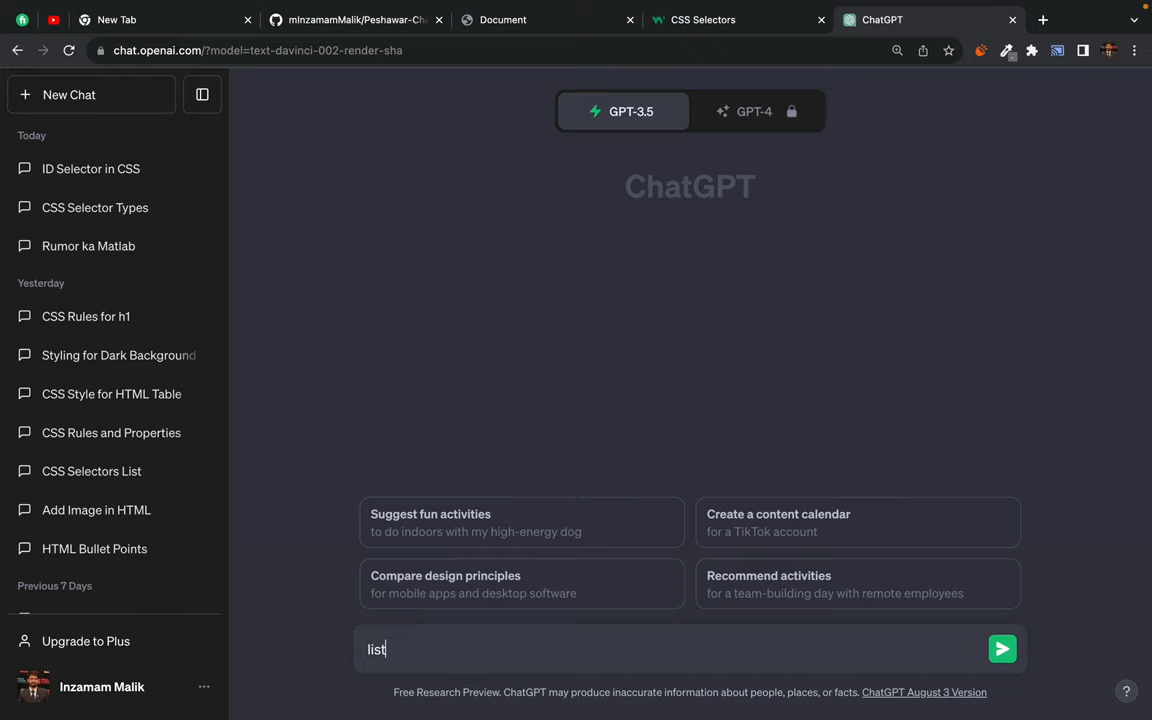 New Tab
mInzamamMalik/Peshawar-Cha
Document
CSS Selectors
ChatGPT
chat.openai.com/?model=text-davinci-002-render-sha
New Chat
Today
ID Selector in CSS
CSS Selector Types
Rumor ka Matlab
Yesterday
CSS Rules for h1
Styling for Dark Background
CSS Style for HTML Table
CSS Rules and Properties
CSS Selectors List
Add Image in HTML
HTML Bullet Points
Previous 7 Days
Upgrade to Plus
Inzamam Malik
GPT-3.5
GPT-4
ChatGPT
Suggest fun activities
to do indoors with my high-energy dog
Create a content calendar
for a TikTok account
Compare design principles
for mobile apps and desktop software
Recommend activities
for a team-building day with remote employees
list
Free Research Preview. ChatGPT may produce inaccurate information about people, places, or facts. ChatGPT August 3 Version
?